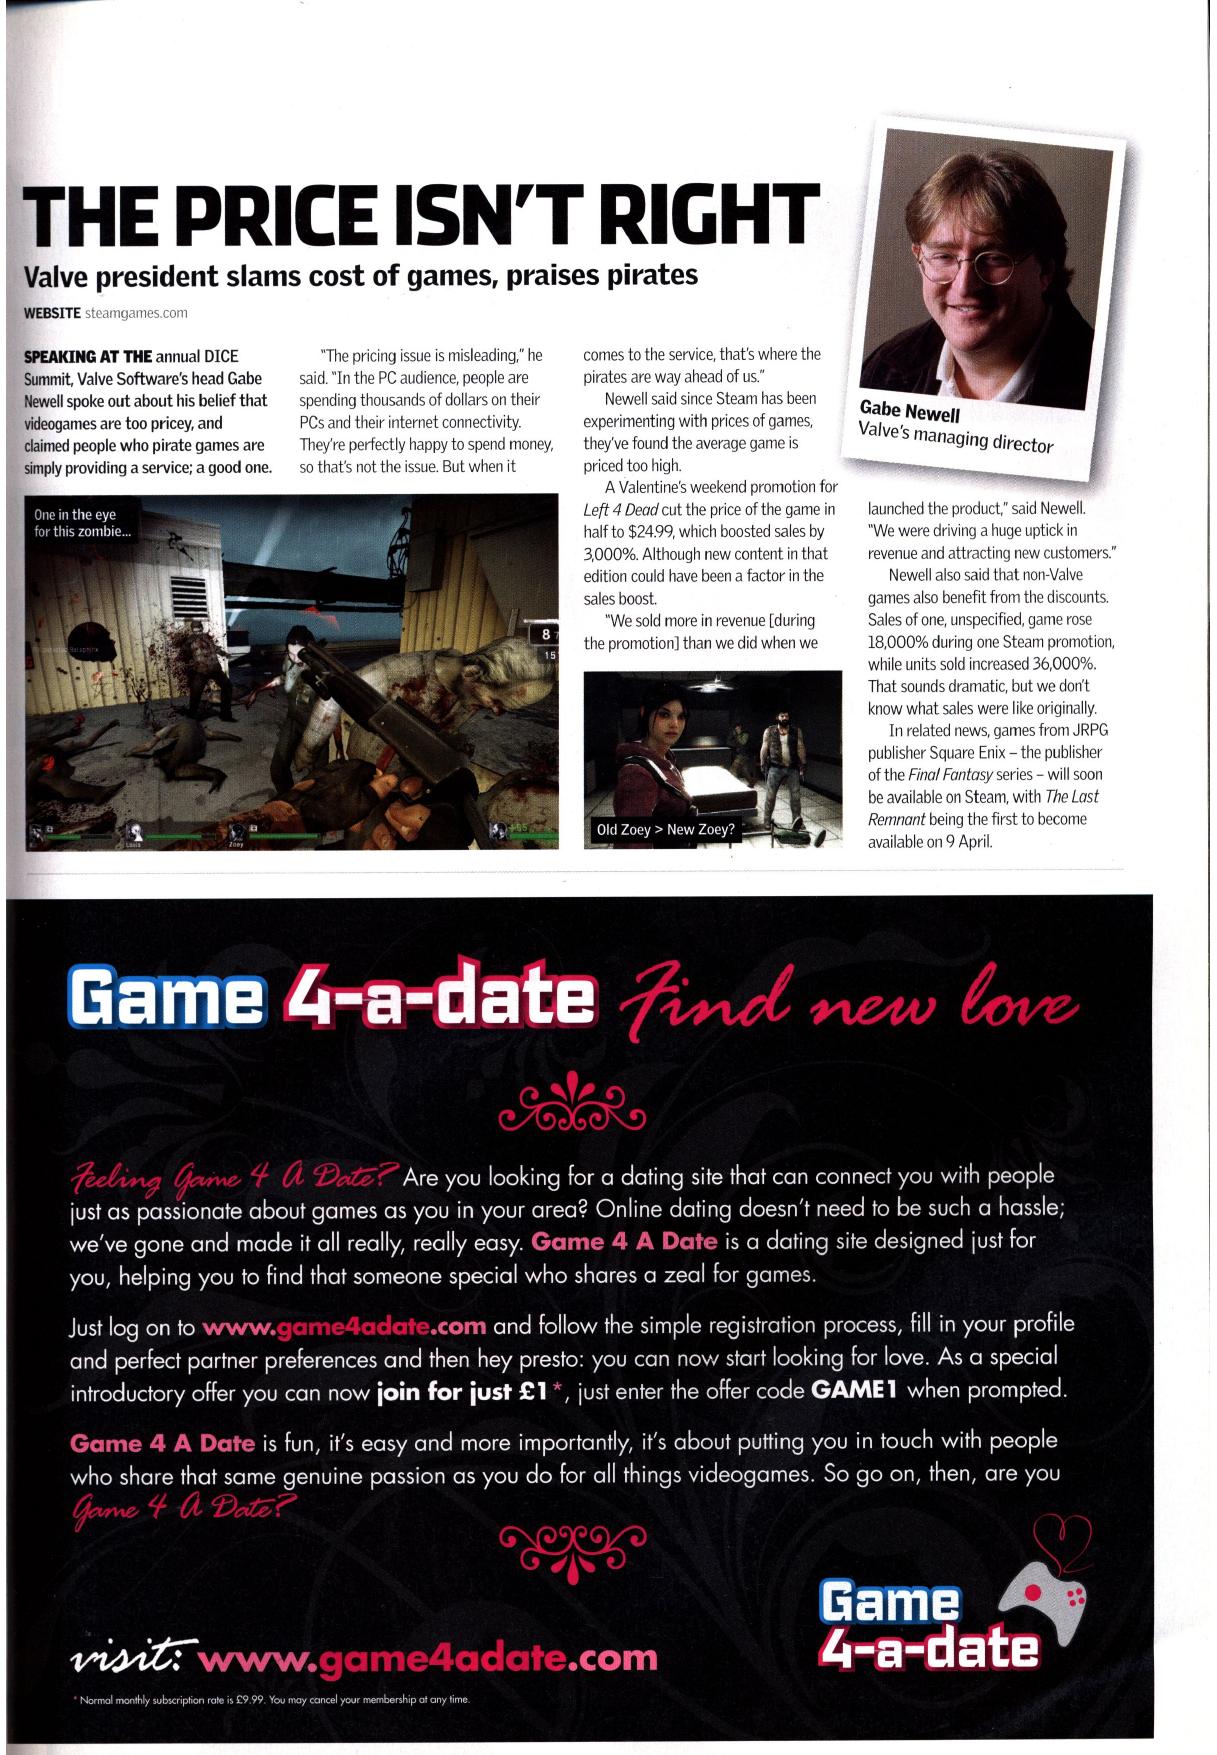 THE PRICE ISN'T RIGHT
Valve president slams cost of games, praises pirates
WEBSITE steamgames.com
SPEAKING AT THE annual DICE
Summit, Valve Software's head Gabe
Newell spoke out about his belief that
videogames are too pricey, and
claimed people who pirate games are
simply providing a service; a good one.
"The pricing issue is misleading," he
said. "In the PC audience, people are
spending thousands of dollars on their
PCs and their internet connectivity.
They're perfectly happy to spend money,
so that's not the issue. But when it
comes to the service, that's where the
pirates are way ahead of us."
Newell said since Steam has been
experimenting with prices of games,
they've found the average game is
priced too high.
A Valentine's weekend promotion for
Left 4 Dead cut the price of the game in
half to $24.99, which boosted sales by
3,000%. Although new content in that
edition could have been a factor in the
sales boost.
"We sold more in revenue [during
the promotion] than we did when we
launched the product," said Newell.
"We were driving a huge uptick in
revenue and attracting new customers."
Newell also said that non-Valve
games also benefit from the discounts.
Sales of one, unspecified, game rose
18,000% during one Steam promotion,
while units sold increased 36,000%.
That sounds dramatic, but we don't
know what sales were like originally.
In related news, games from JRPG
publisher Square Enix – the publisher
of the Final Fantasy series – will soon
be available on Steam, with The Last
Remnant being the first to become
available on 9 April.
Gabe Newell
Valve's managing director
One in the eye
for this zombie...
8
15
Louis
Zoey
Old Zoey > New Zoey?
Game 4-a-date Find new love
Feeling Game 4 A Date? Are you looking for a dating site that can connect you with people
just as passionate about games as you in your area? Online dating doesn't need to be such a hassle;
we've gone and made it all really, really easy. Game 4 A Date is a dating site designed just for
you, helping you to find that someone special who shares a zeal for games.
Just log on to www.game4adate.com and follow the simple registration process, fill in your profile
and perfect partner preferences and then hey presto: you can now start looking for love. As a special
introductory offer you can now join for just £1*, just enter the offer code GAME1 when prompted.
Game 4 A Date is fun, it's easy and more importantly, it's about putting you in touch with people
who share that same genuine passion as you do for all things videogames. So go on, then, are you
Game 4 A Date?
Game
4-a-date
visit: www.game4adate.com
* Normal monthly subscription rate is £9.99. You may cancel your membership at any time.